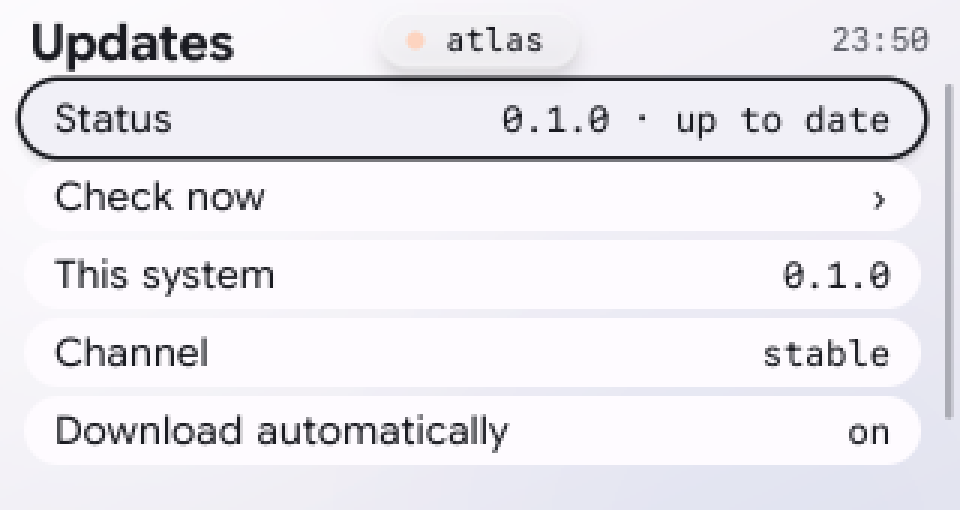 Updates
atlas
23:50
Status 0.1.0 · up to date
Check now ›
This system 0.1.0
Channel stable
Download automatically on